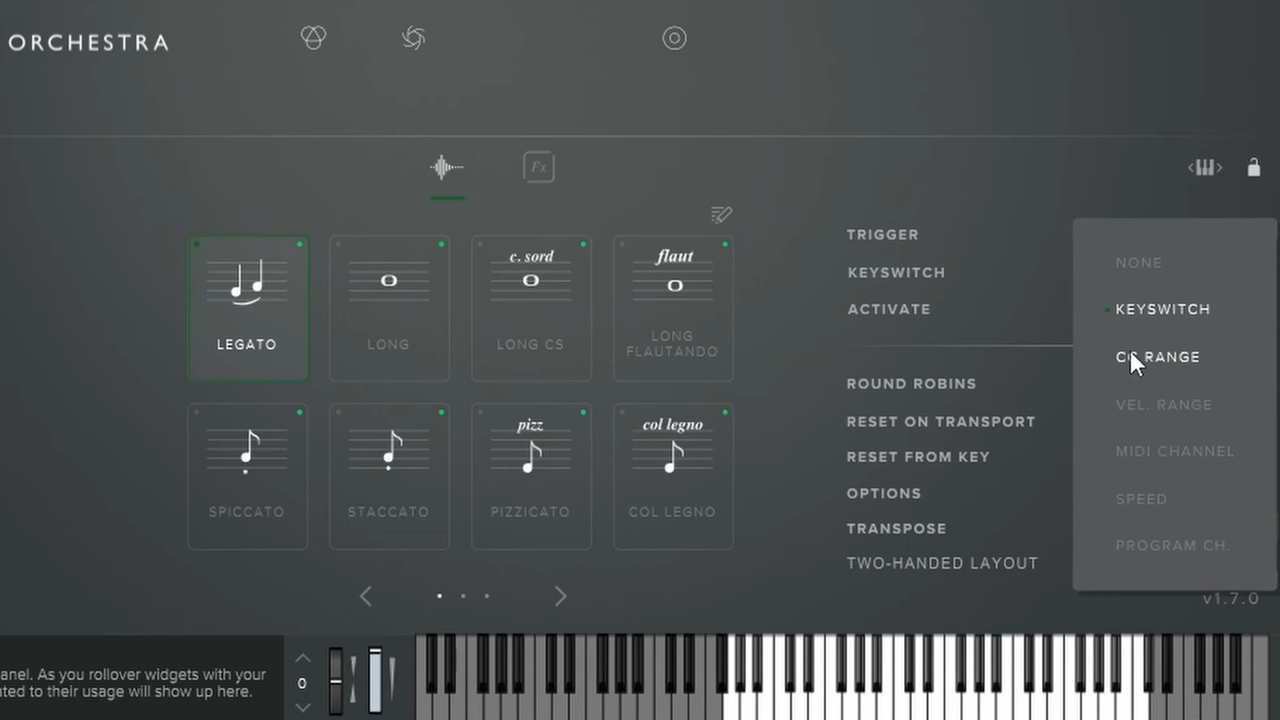 ORCHESTRA
Fx
LEGATO
LONG
c. sord
LONG CS
flaut
LONG
FLAUTANDO
SPICCATO
STACCATO
pizz
PIZZICATO
col legno
COL LEGNO
TRIGGER
KEYSWITCH
ACTIVATE
ROUND ROBINS
RESET ON TRANSPORT
RESET FROM KEY
OPTIONS
TRANSPOSE
TWO-HANDED LAYOUT
NONE
KEYSWITCH
CC RANGE
VEL. RANGE
MIDI CHANNEL
SPEED
PROGRAM CH.
v1.7.0
anel. As you rollover widgets with your
ated to their usage will show up here.
0